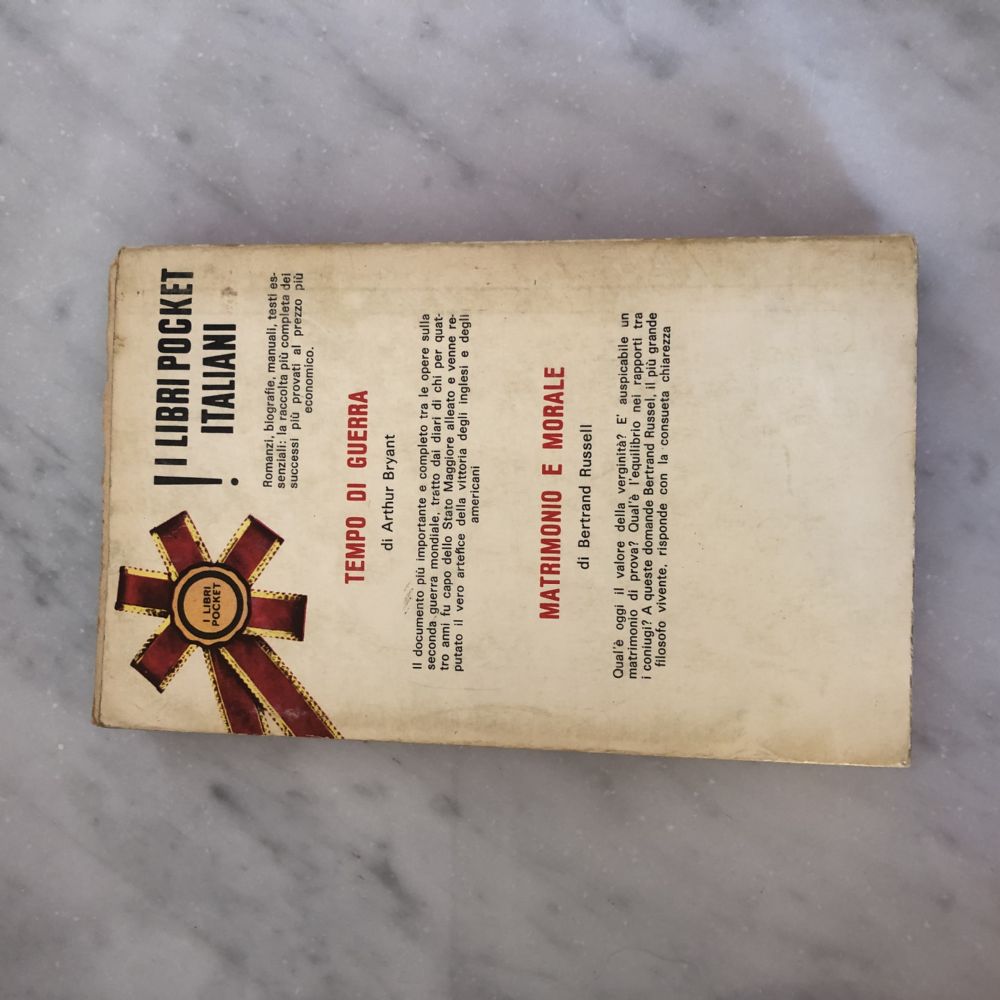 ! I LIBRI POCKET
ITALIANI
Romanzi, biografie, manuali, testi es-
senziali: la raccolta più completa dei
successi più provati al prezzo più
economico.
I LIBRI
POCKET
TEMPO DI GUERRA
di Arthur Bryant
Il documento più importante e completo tra le opere sulla
seconda guerra mondiale, tratto dai diari di chi per quat-
tro anni fu capo dello Stato Maggiore alleato e venne re-
putato il vero artefice della vittoria degli Inglesi e degli
americani
MATRIMONIO E MORALE
di Bertrand Russell
Qual'è oggi il valore della verginità? E' auspicabile un
matrimonio di prova? Qual'è l'equilibrio nei rapporti tra
i coniugi? A queste domande Bertrand Russel, il più grande
filosofo vivente, risponde con la consueta chiarezza